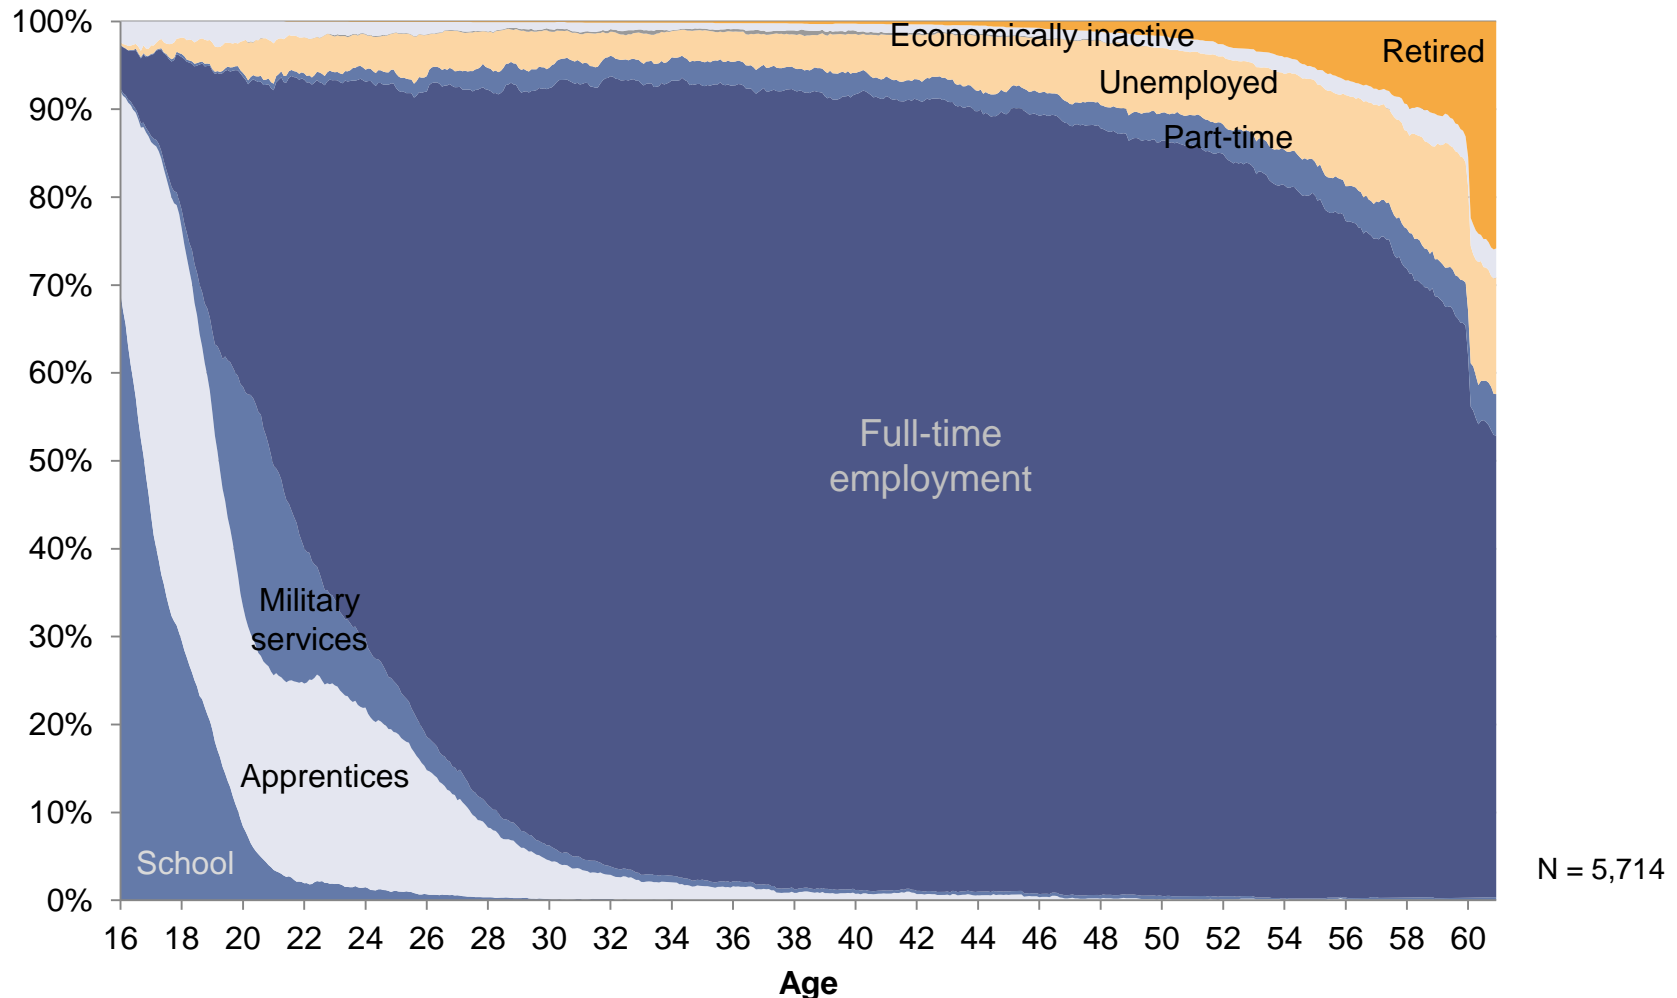 100%
90%
80%
70%
60%
50%
40%
30%
20%
10%
0%
Economically inactive
Retired
Unemployed
Part-time
Full-time
employment
Military
services
Apprentices
School
N = 5,714
16 18 20 22 24 26 28 30 32 34 36 38 40 42 44 46 48 50 52 54 56 58 60
Age